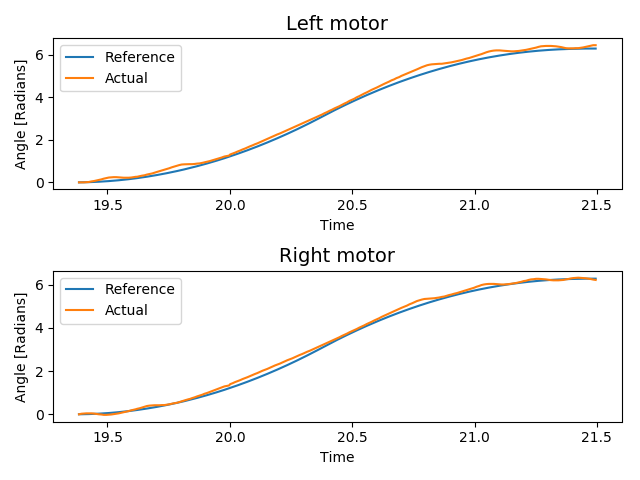 Left motor
Angle [Radians]
6
4
2
0
Reference
Actual
19.5 20.0 20.5 21.0 21.5
Time
Right motor
Angle [Radians]
6
4
2
0
Reference
Actual
19.5 20.0 20.5 21.0 21.5
Time